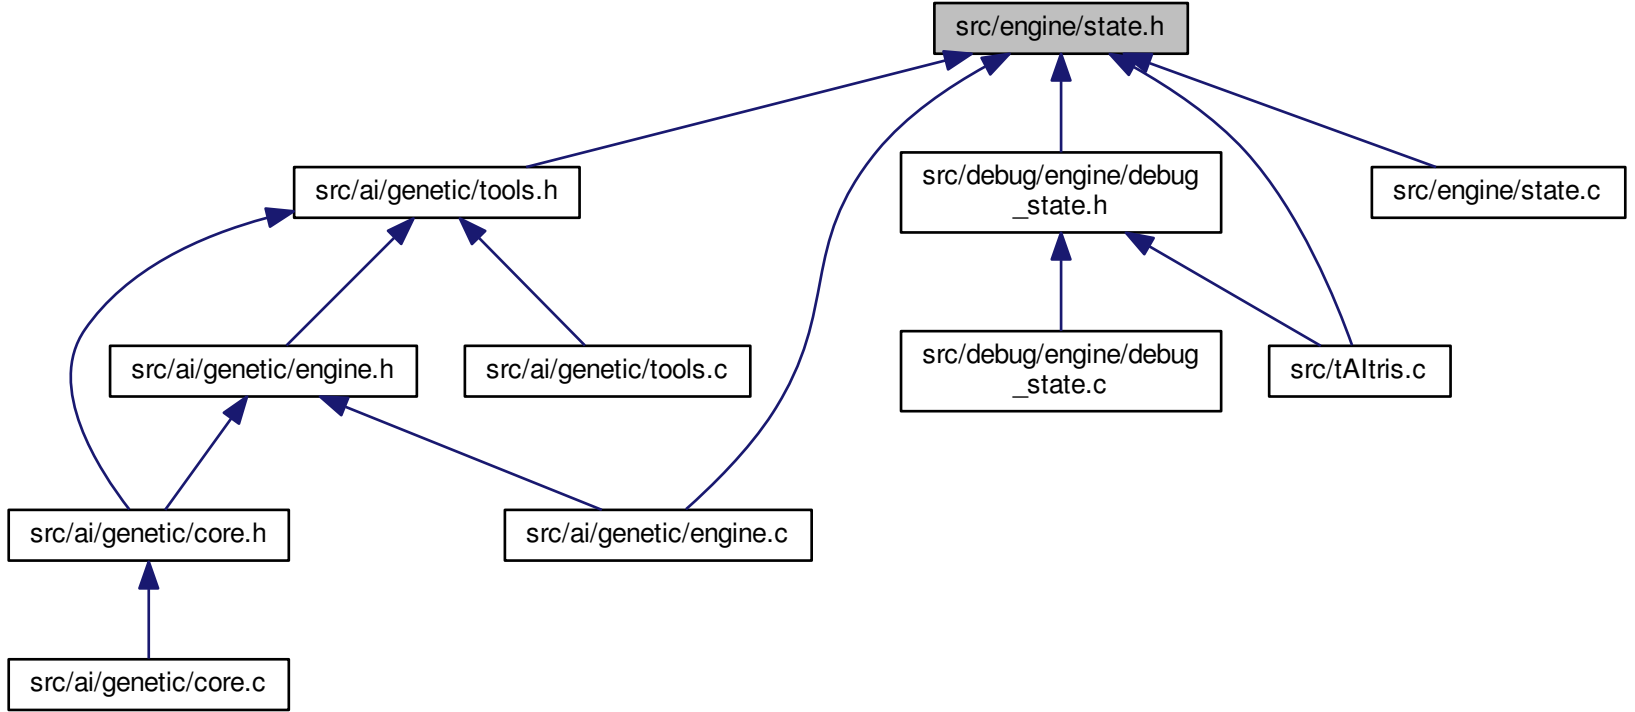 src/engine/state.h
src/ai/genetic/tools.h
src/debug/engine/debug
_state.h
src/engine/state.c
src/ai/genetic/engine.h
src/ai/genetic/tools.c
src/debug/engine/debug
_state.c
src/tAItris.c
src/ai/genetic/core.h
src/ai/genetic/engine.c
src/ai/genetic/core.c